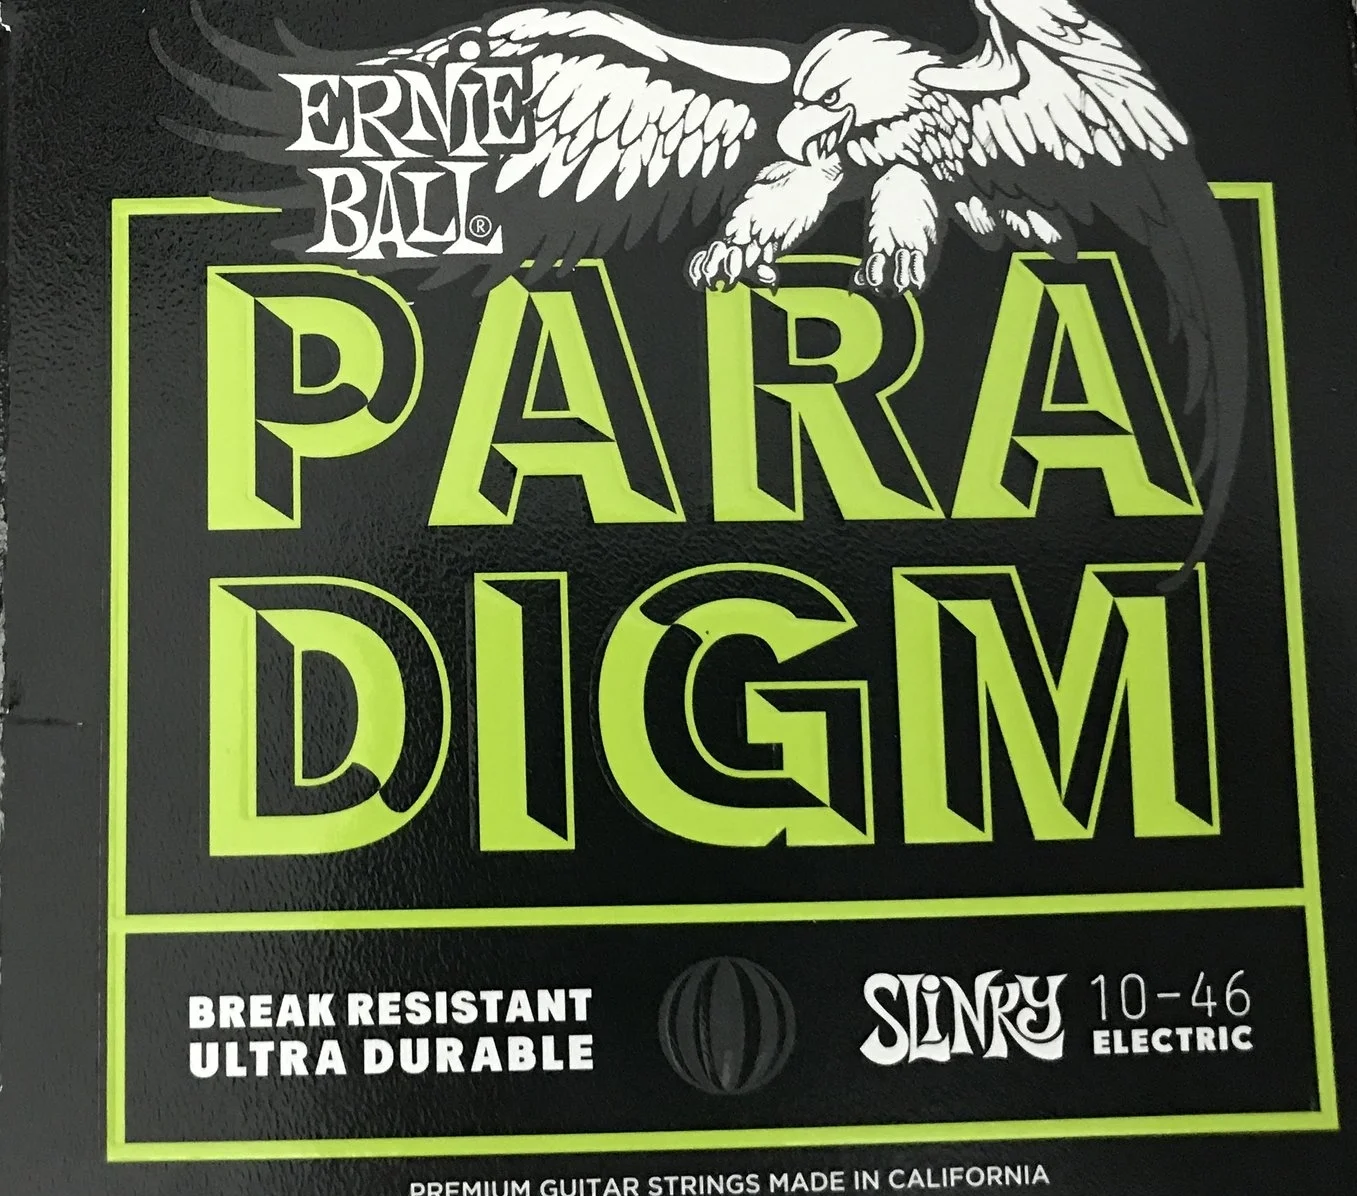 ERNIE
BALL®
PARA
DIGM
BREAK RESISTANT
ULTRA DURABLE
SLINKY 10-46
ELECTRIC
PREMIUM GUITAR STRINGS MADE IN CALIFORNIA